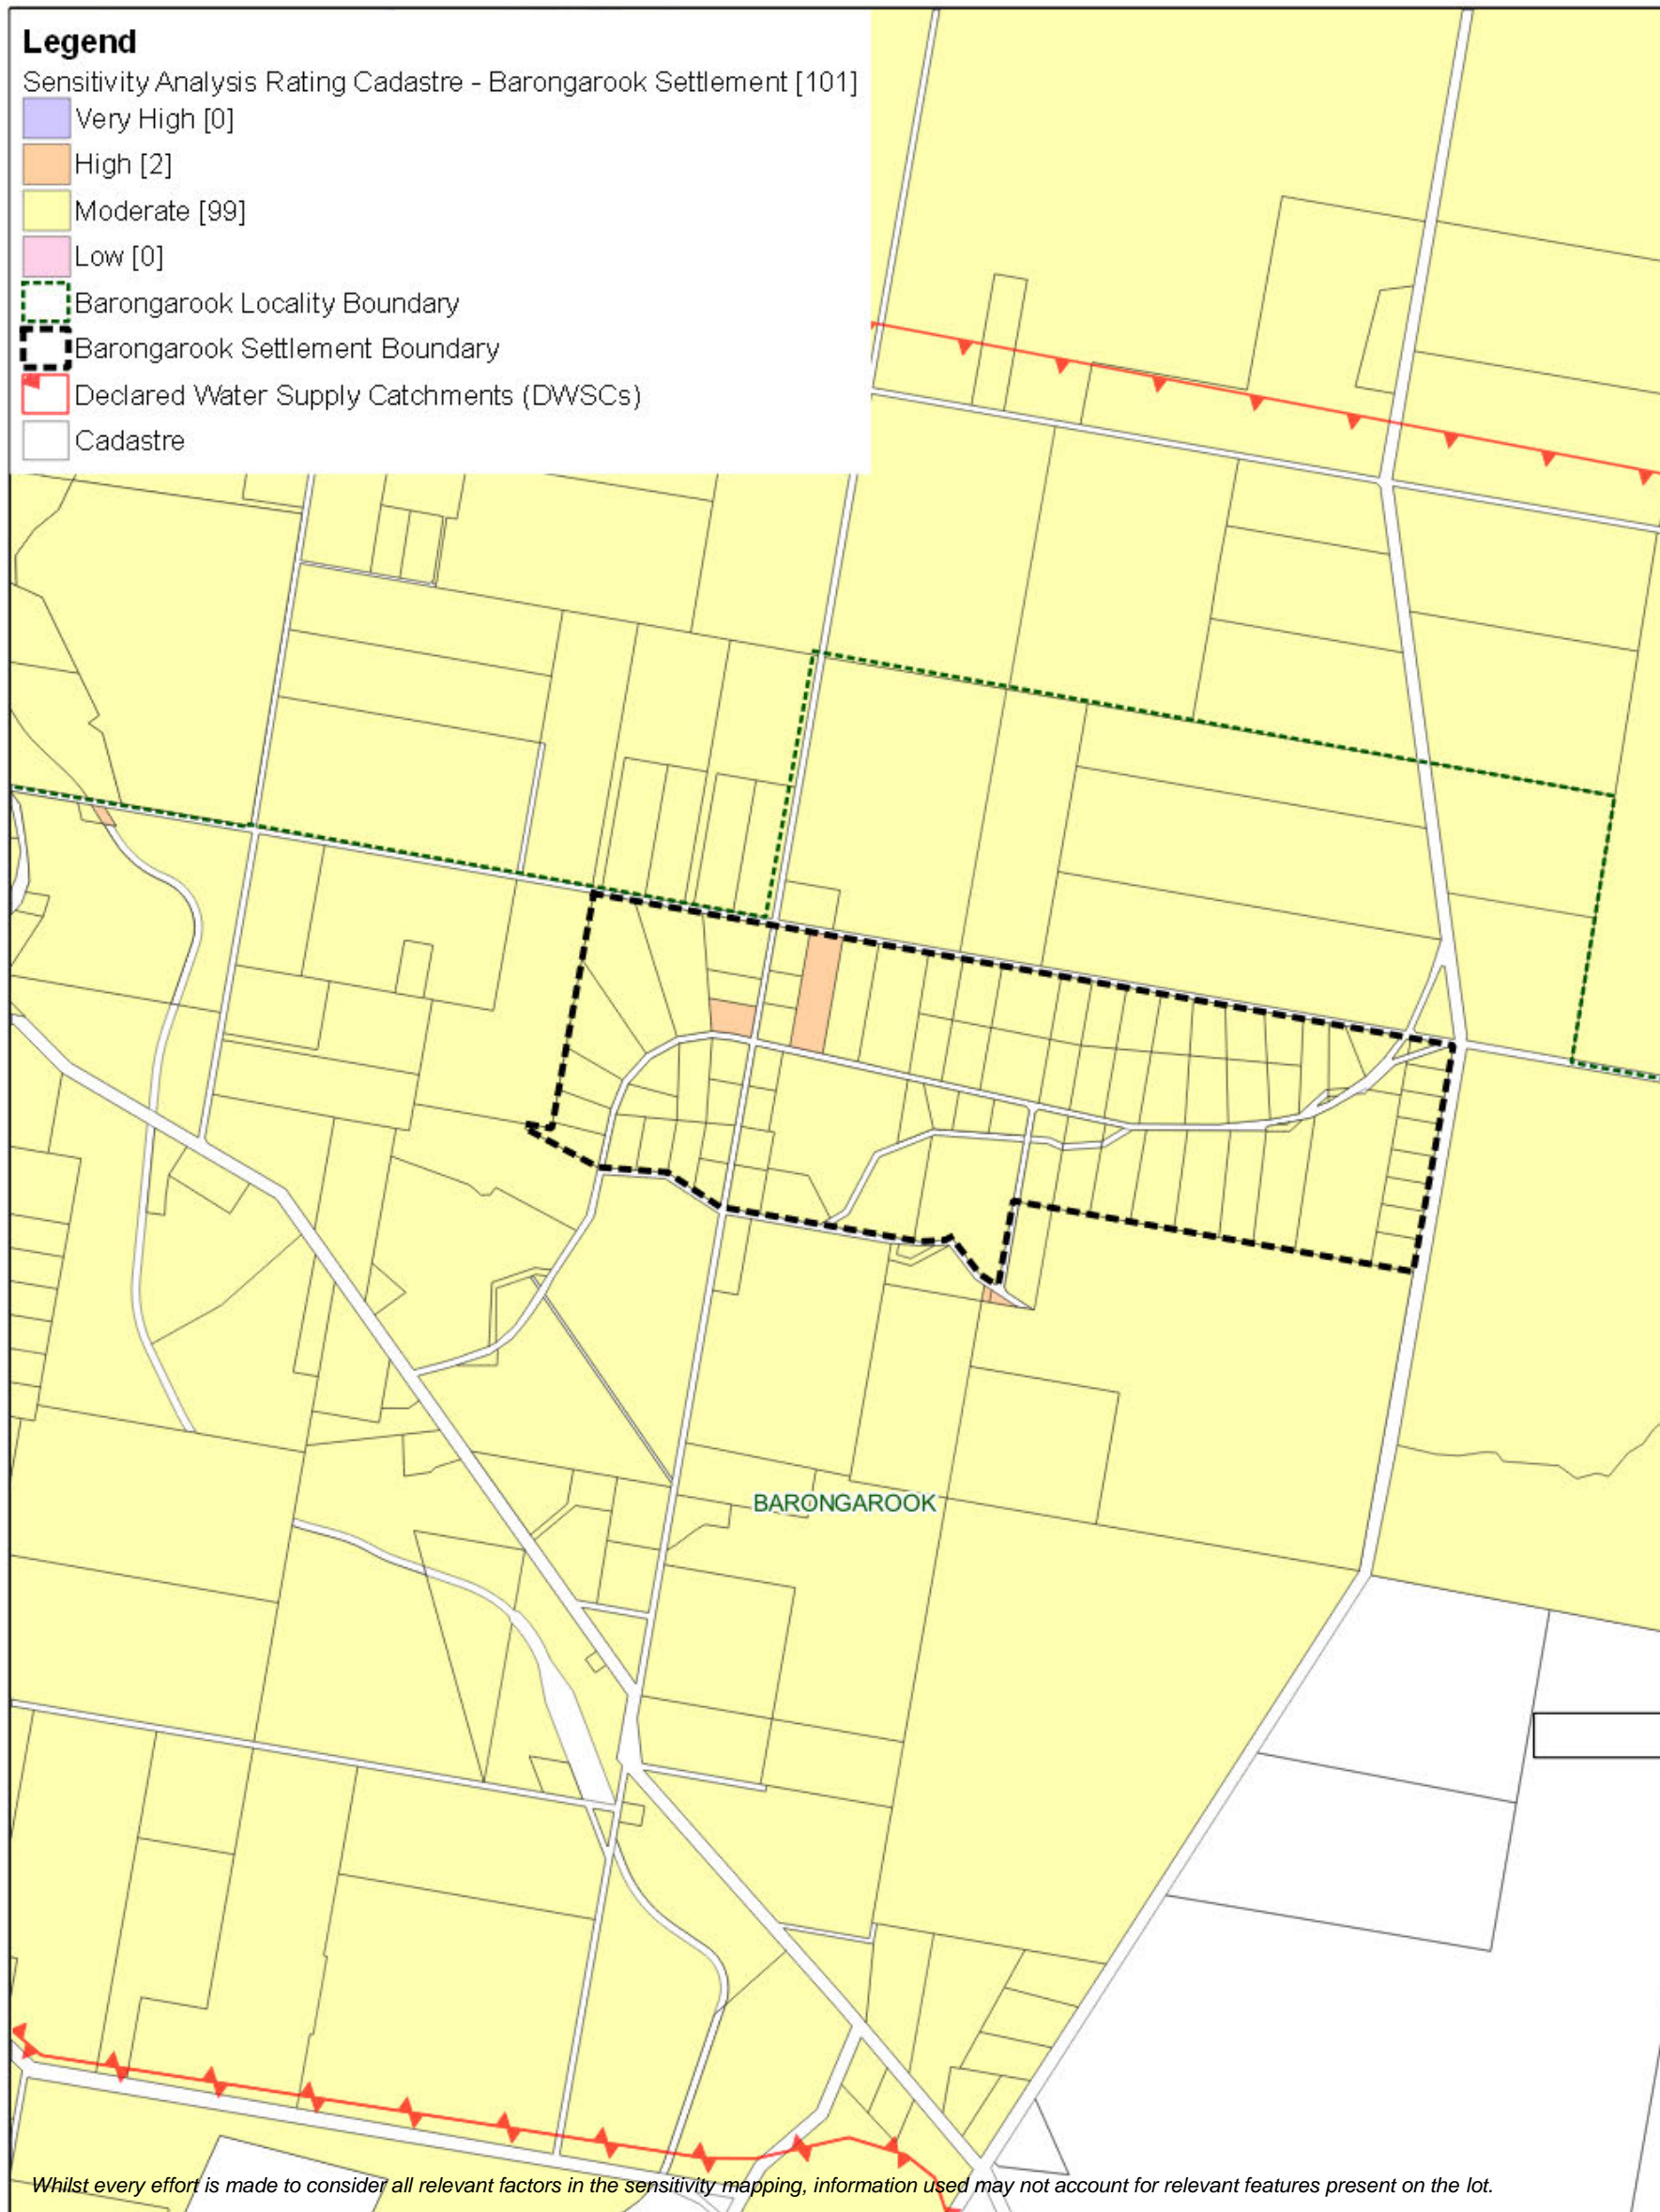 Legend
Sensitivity Analysis Rating Cadastre - Barongarook Settlement [101]
Very High [0]
High [2]
Moderate [99]
Low [0]
Barongarook Locality Boundary
Barongarook Settlement Boundary
Declared Water Supply Catchments (DWSCs)
Cadastre
BARONGAROOK
Whilst every effort is made to consider all relevant factors in the sensitivity mapping, information used may not account for relevant features present on the lot.